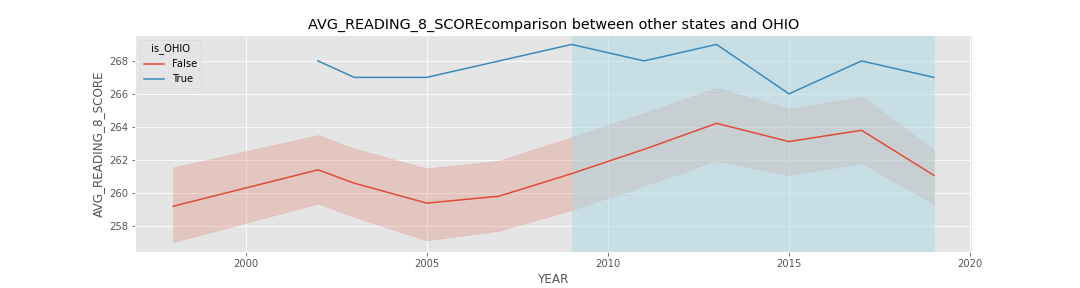 AVG_READING_8_SCOREcomparison between other states and OHIO
is_OHIO
False
True
AVG_READING_8_SCORE
268
266
264
262
260
258
2000
2005
2010
2015
2020
YEAR